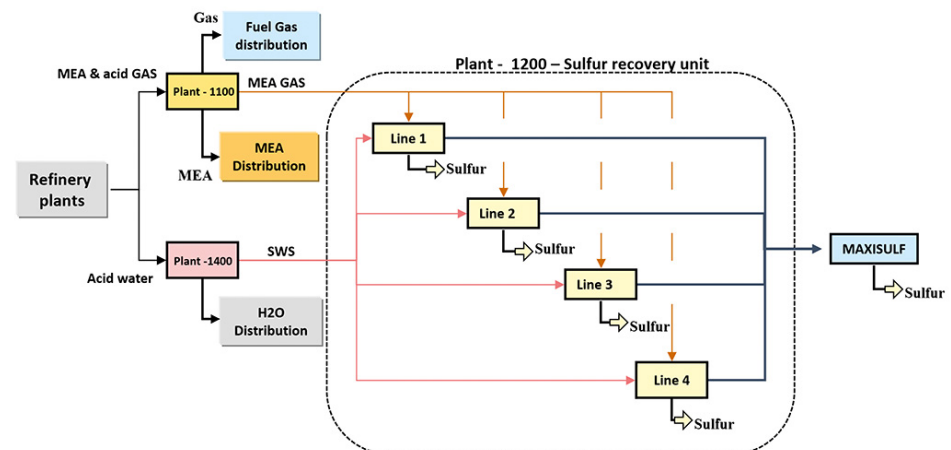 Gas
Fuel Gas
distribution
Plant - 1200 – Sulfur recovery unit
MEA & acid GAS
MEA GAS
Plant - 1100
Line 1
MEA
Distribution
Sulfur
MEA
Refinery
plants
Line 2
SWS
Sulfur
MAXISULF
Plant -1400
Acid water
Line 3
Sulfur
H2O
Distribution
Sulfur
Line 4
Sulfur